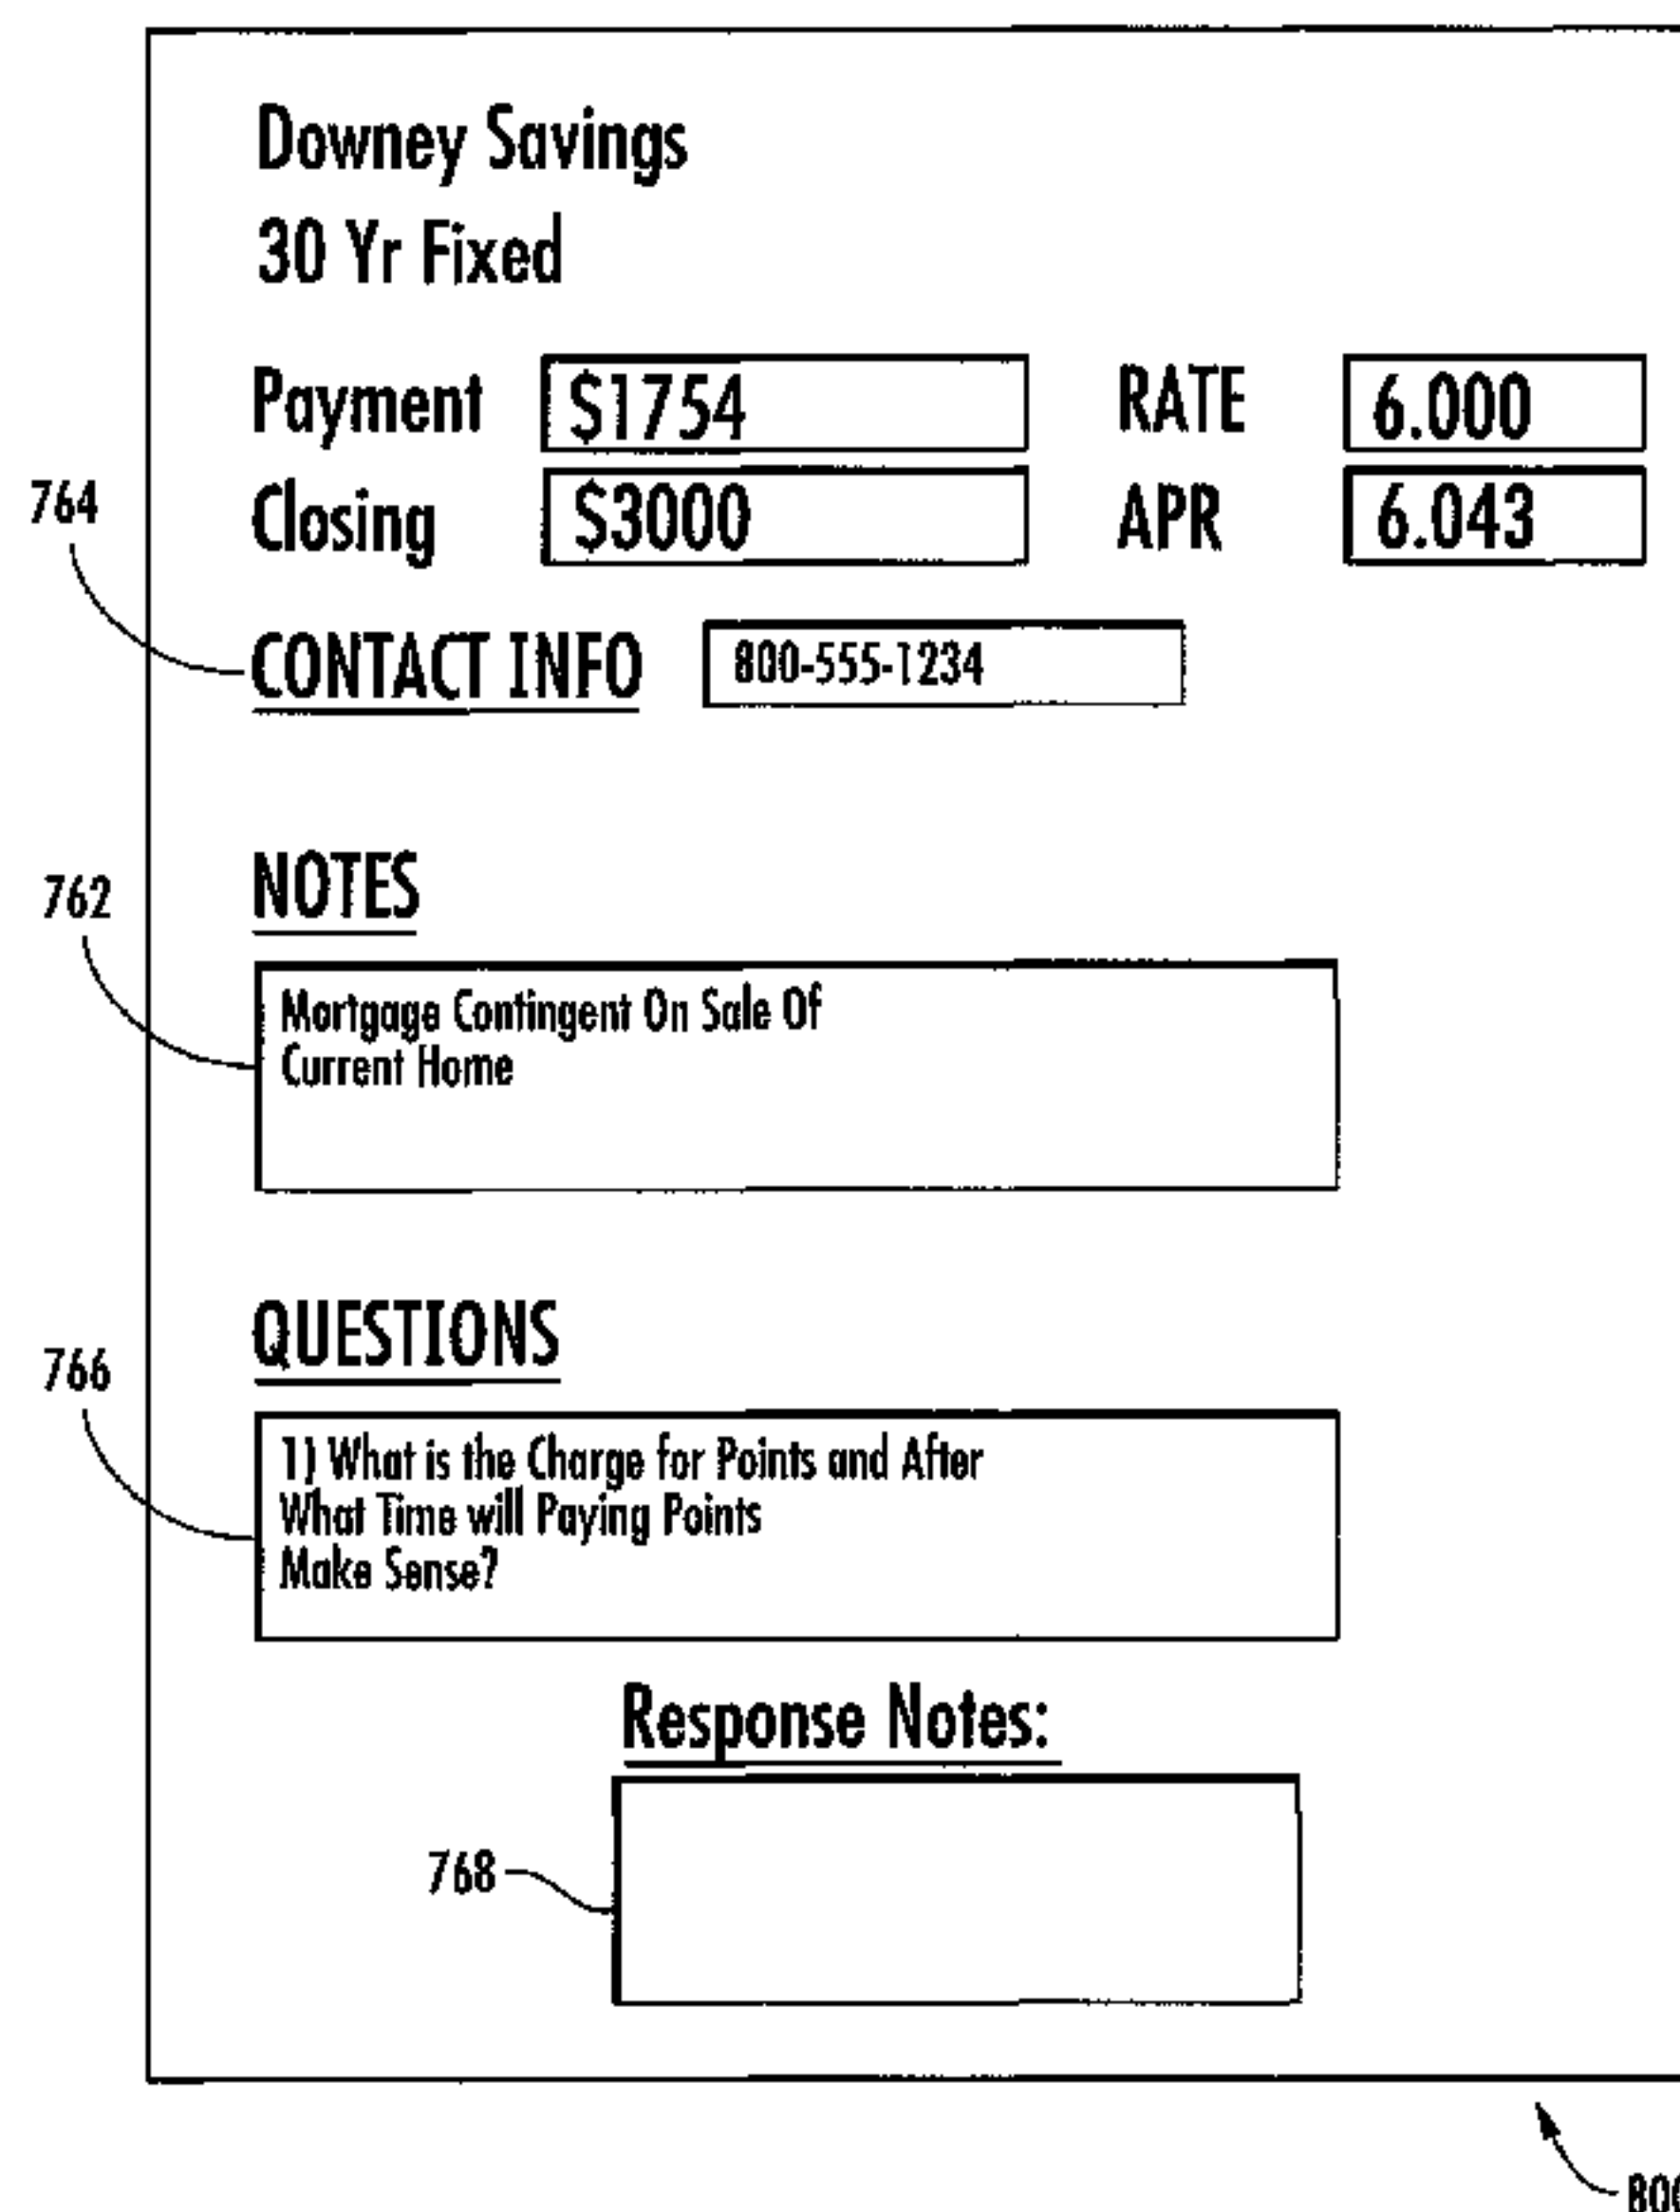 Downey Savings
30 Yr Fixed
Payment $1754 RATE 6.000
764 Closing $3000 APR 6.043
CONTACT INFO 800-555-1234
762 NOTES
Mortgage Contingent On Sale Of
Current Home
766 QUESTIONS
1) What is the Charge for Points and After
What Time will Paying Points
Make Sense?
Response Notes:
768